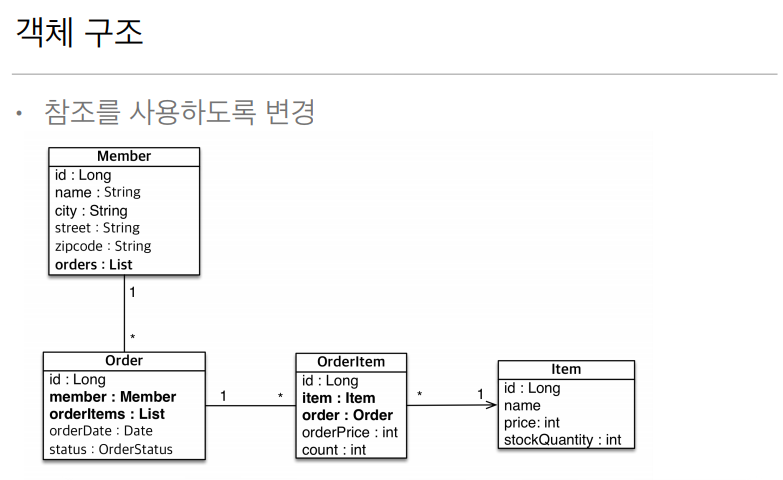 객체 구조
• 참조를 사용하도록 변경
Member
id : Long
name : String
city : String
street : String
zipcode : String
orders : List
1
*
Order
id : Long
member : Member
orderItems : List
orderDate : Date
status : OrderStatus
1
*
OrderItem
id : Long
item : Item
order : Order
orderPrice : int
count : int
*
1
Item
id : Long
name
price: int
stockQuantity : int